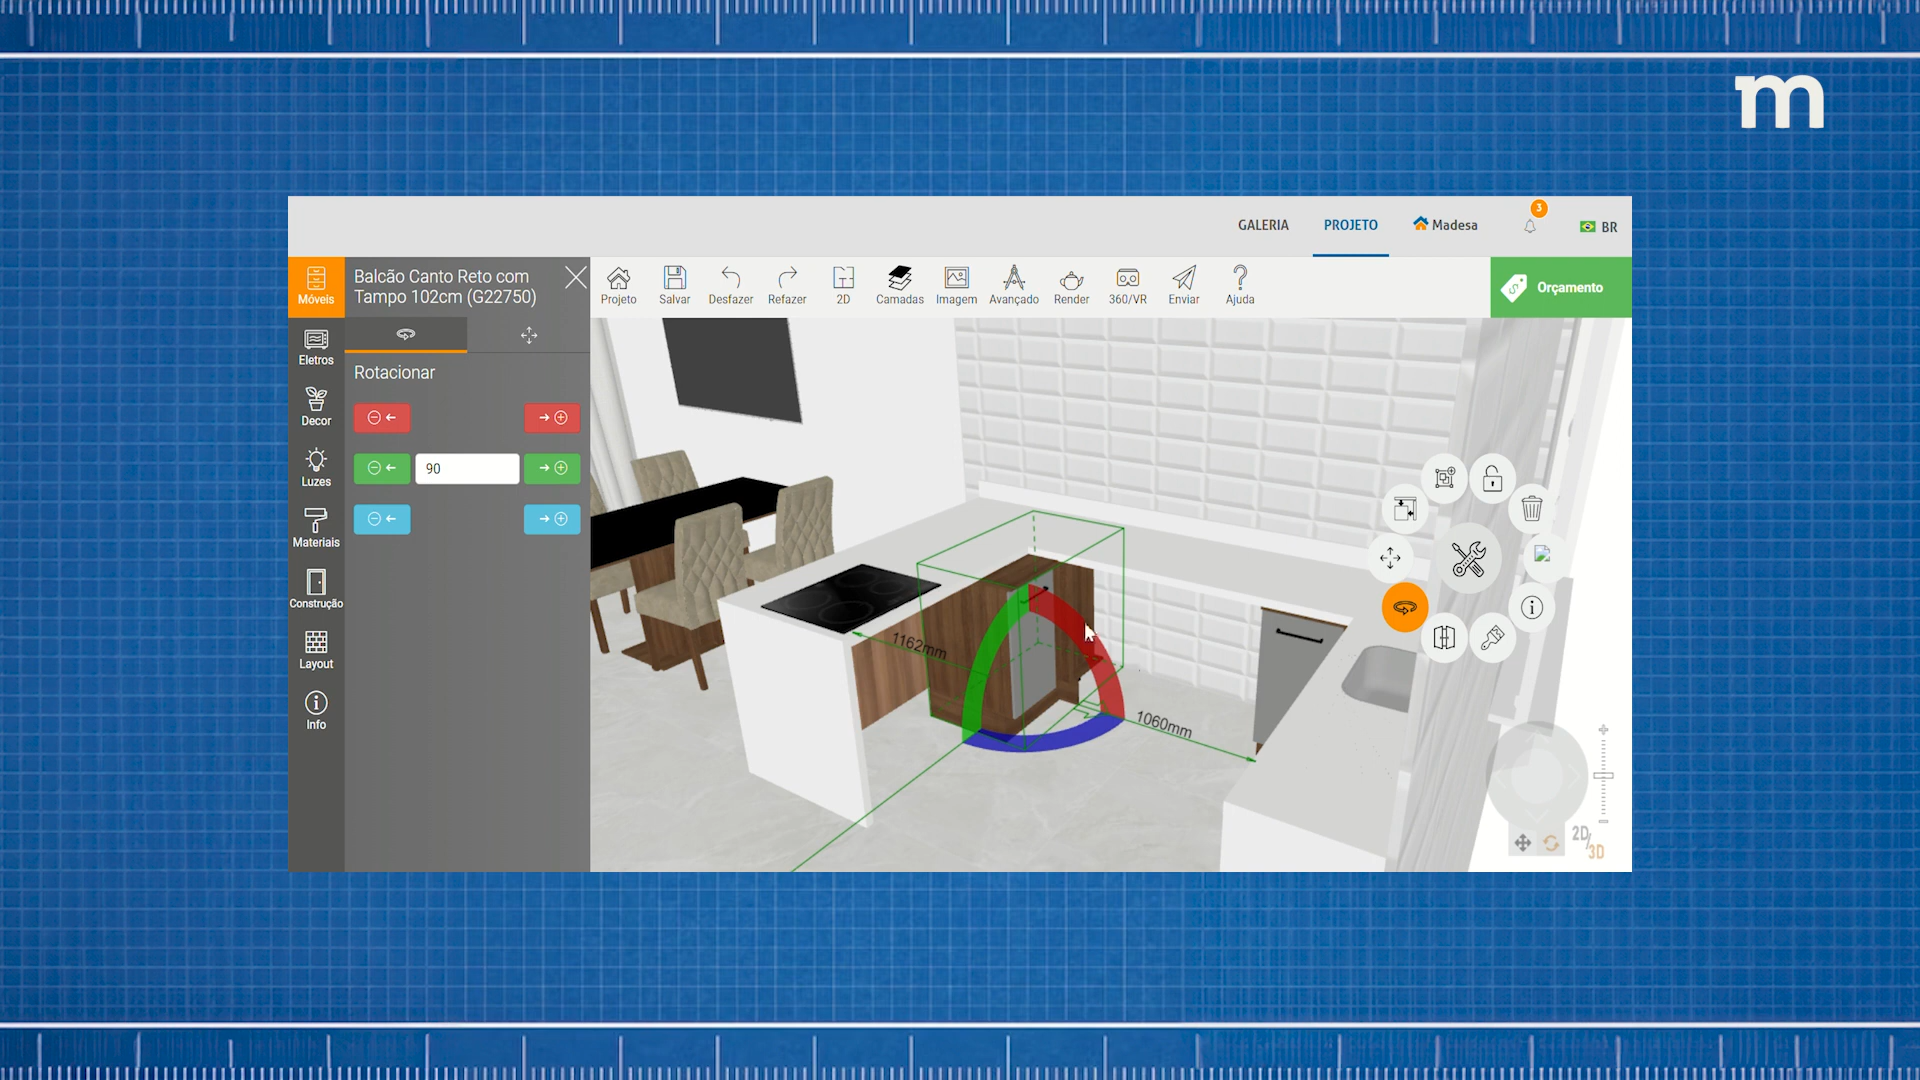 m
GALERIA
PROJETO
Madesa
3
BR
Móveis
Balcão Canto Reto com
Tampo 102cm (G22750)
Projeto
Salvar
Desfazer
Refazer
2D
Camadas
Imagem
Avançado
Render
360/VR
Enviar
Ajuda
Orçamento
Eletros
Decor
Luzes
Materiais
Construção
Layout
Info
Rotacionar
90
1162mm
1060mm
2D/
3D